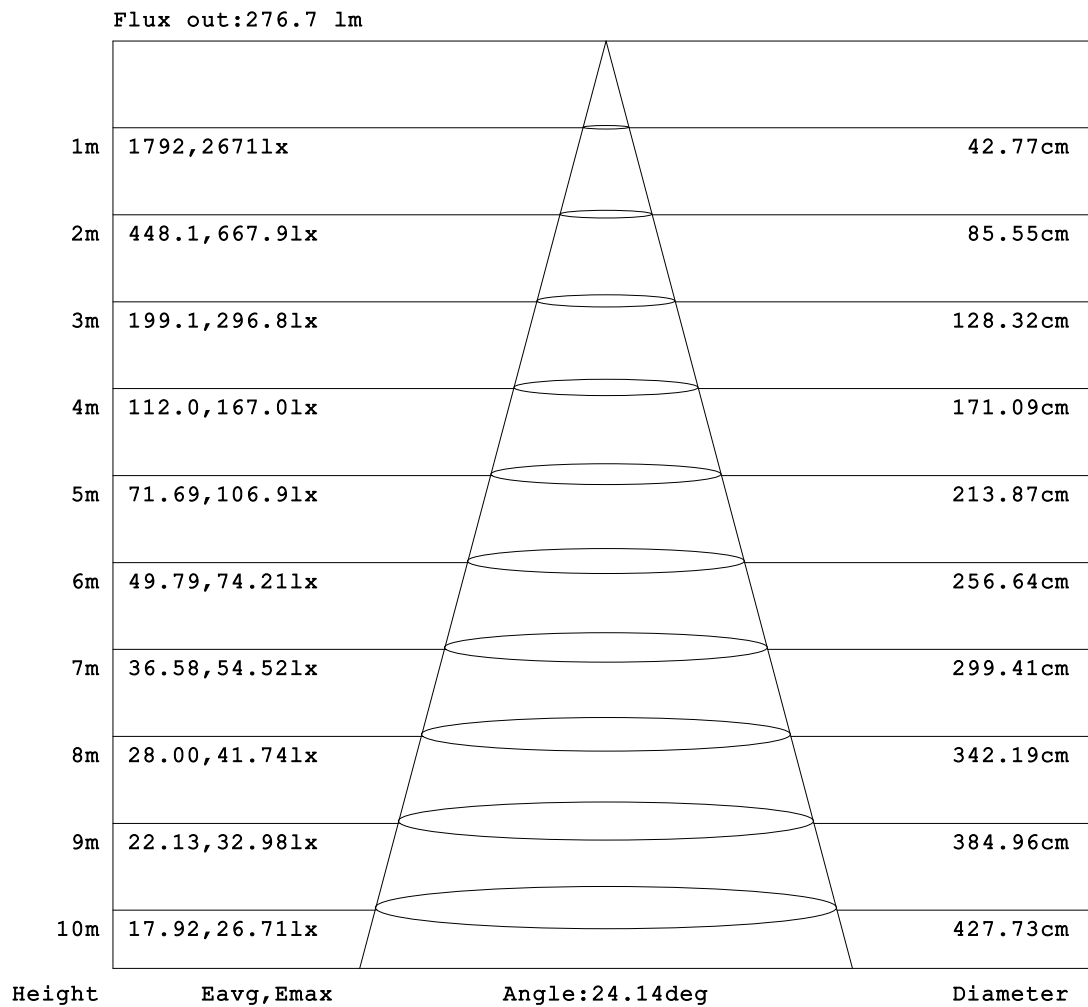 Flux out:276.7 lm
1m 1792,2671lx 42.77cm
2m 448.1,667.9lx 85.55cm
3m 199.1,296.8lx 128.32cm
4m 112.0,167.0lx 171.09cm
5m 71.69,106.9lx 213.87cm
6m 49.79,74.21lx 256.64cm
7m 36.58,54.52lx 299.41cm
8m 28.00,41.74lx 342.19cm
9m 22.13,32.98lx 384.96cm
10m 17.92,26.71lx 427.73cm
Height Eavg,Emax Angle:24.14deg Diameter